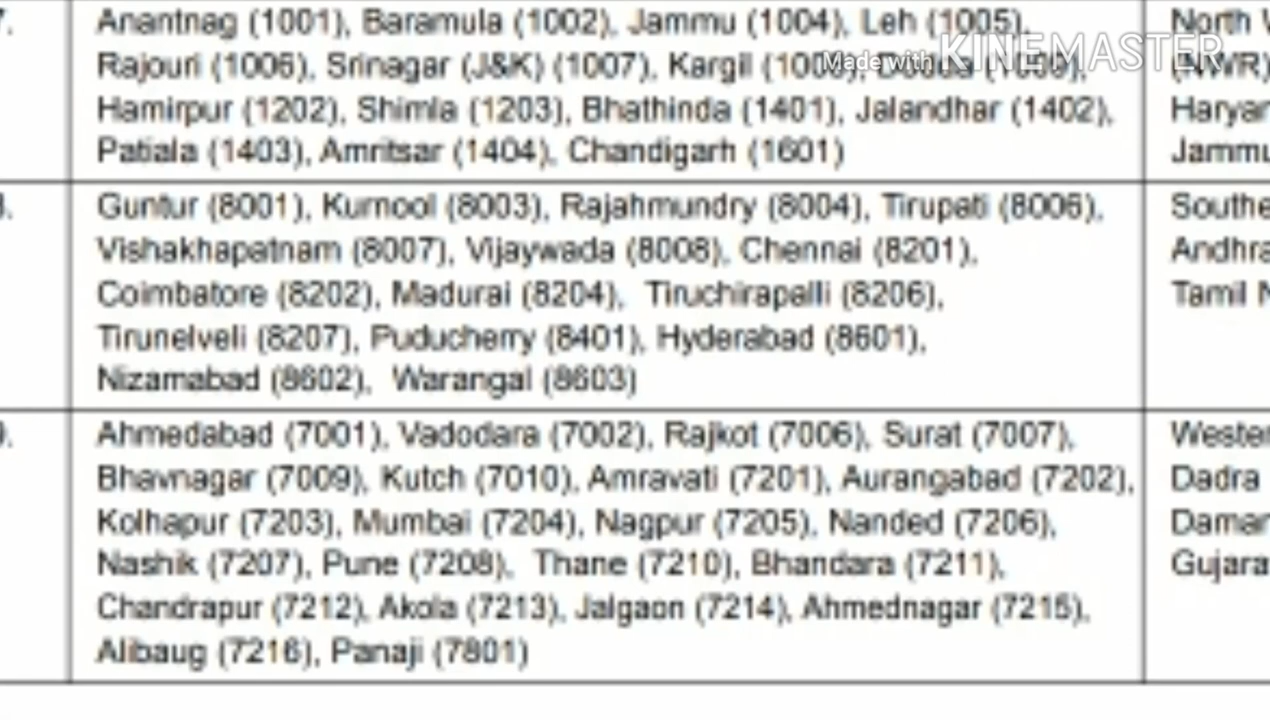 7.
Anantnag (1001), Baramula (1002), Jammu (1004), Leh (1005),
Rajouri (1006), Srinagar (J&K) (1007), Kargil
Hamirpur (1202), Shimla (1203), Bhathinda (1401), Jalandhar (1402),
Patiala (1403), Amritsar (1404), Chandigarh (1601)
North
(NWR)
Haryan
Jammu
Made with KINEMASTER
Guntur (8001), Kurnool (8003), Rajahmundry (8004), Tirupati (8006),
Vishakhapatnam (8007), Vijaywada (8008), Chennai (8201),
Coimbatore (8202), Madurai (8204), Tiruchirapalli (8206),
Tirunelveli (8207), Puducherry (8401), Hyderabad (8601),
Nizamabad (8602), Warangal (8603)
Southe
Andhra
Tamil N
Ahmedabad (7001), Vadodara (7002), Rajkot (7006), Surat (7007),
Bhavnagar (7009), Kutch (7010), Amravati (7201), Aurangabad (7202),
Kolhapur (7203), Mumbai (7204), Nagpur (7205), Nanded (7206),
Nashik (7207), Pune (7208), Thane (7210), Bhandara (7211),
Chandrapur (7212), Akola (7213), Jalgaon (7214), Ahmednagar (7215),
Alibaug (7216), Panaji (7801)
Wester
Dadra
Daman
Gujara